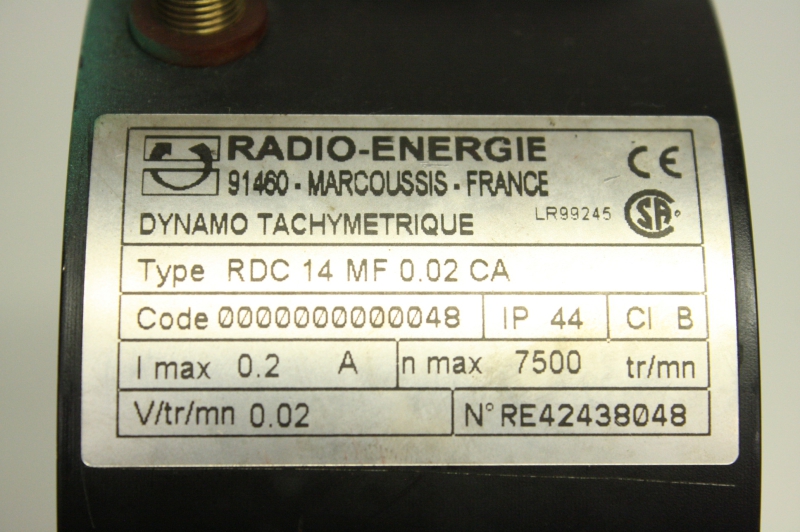 RADIO-ENERGIE
91460 - MARCOUSSIS - FRANCE
CE
DYNAMO TACHYMETRIQUE
LR99245
SA
Type RDC 14 MF 0.02 CA
Code 0000000000048 IP 44 Cl B
I max 0.2 A n max 7500 tr/mn
V/tr/mn 0.02 N° RE42438048